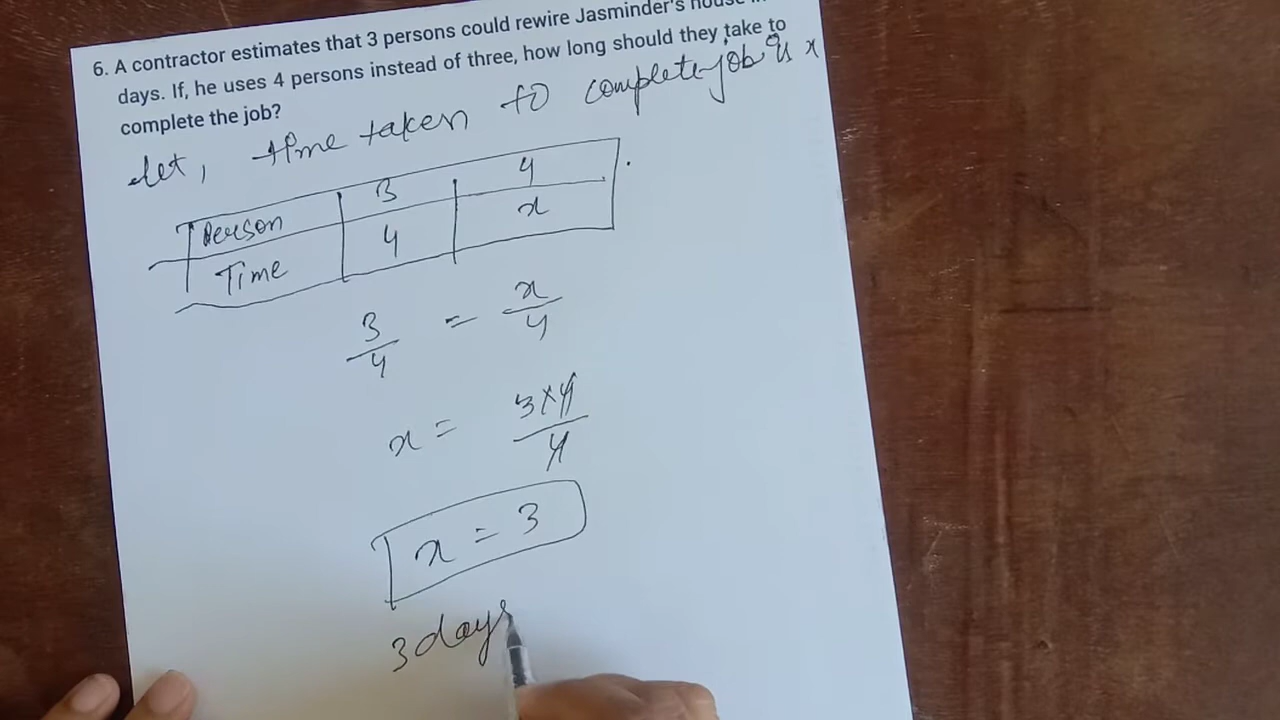 6. A contractor estimates that 3 persons could rewire Jasminder's house in
days. If, he uses 4 persons instead of three, how long should they take to
complete the job?
Let, time taken to complete job is x
Person 3 4
Time 4 x
3/4 = x/4
x = 3×4/4
x = 3
3 days